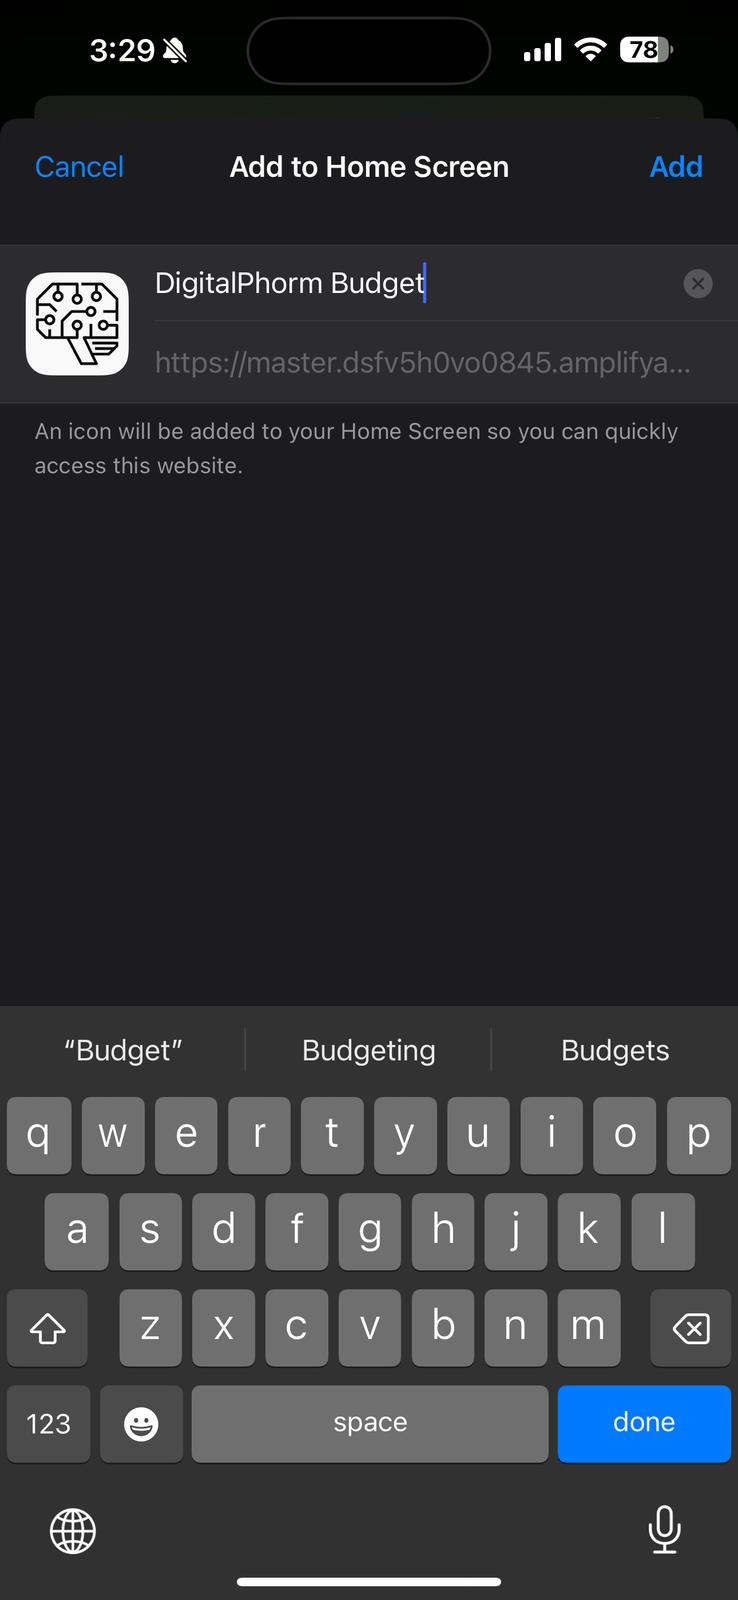 3:29
78
Cancel
Add to Home Screen
Add
DigitalPhorm Budget
https://master.dsfv5h0vo0845.amplifya...
An icon will be added to your Home Screen so you can quickly
access this website.
“Budget”
Budgeting
Budgets
q w e r t y u i o p
a s d f g h j k l
z x c v b n m
123
space
done